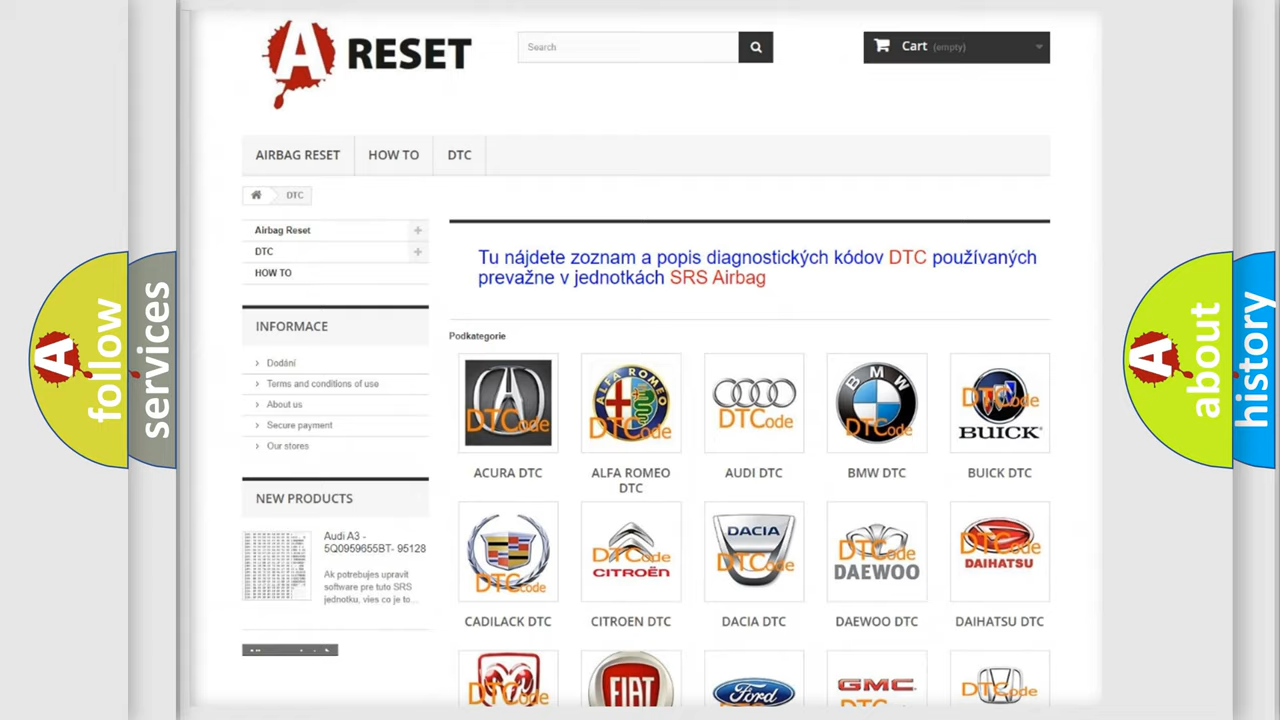 A RESET
Search
Cart (empty)
AIRBAG RESET
HOW TO
DTC
DTC
Airbag Reset
DTC
HOW TO
Tu nájdete zoznam a popis diagnostických kódov DTC používaných
prevažne v jednotkách SRS Airbag
INFORMACE
Dodání
Terms and conditions of use
About us
Secure payment
Our stores
NEW PRODUCTS
Audi A3 -
5Q0959655BT- 95128
Ak potrebujes upravit
software pre tuto SRS
jednotku, vies co je to...
Podkategorie
DTCode
ALFA ROMEO
DTCode
DTCode
BMW
DTCode
DTCode
BUICK
ACURA DTC
ALFA ROMEO
DTC
AUDI DTC
BMW DTC
BUICK DTC
DTCode
DTCode
CITROËN
DACIA
DTCode
DTCode
DAEWOO
DTCode
DAIHATSU
CADILACK DTC
CITROEN DTC
DACIA DTC
DAEWOO DTC
DAIHATSU DTC
DTCode
FIAT
Ford
GMC
DTCode
A follow
services
A about
history